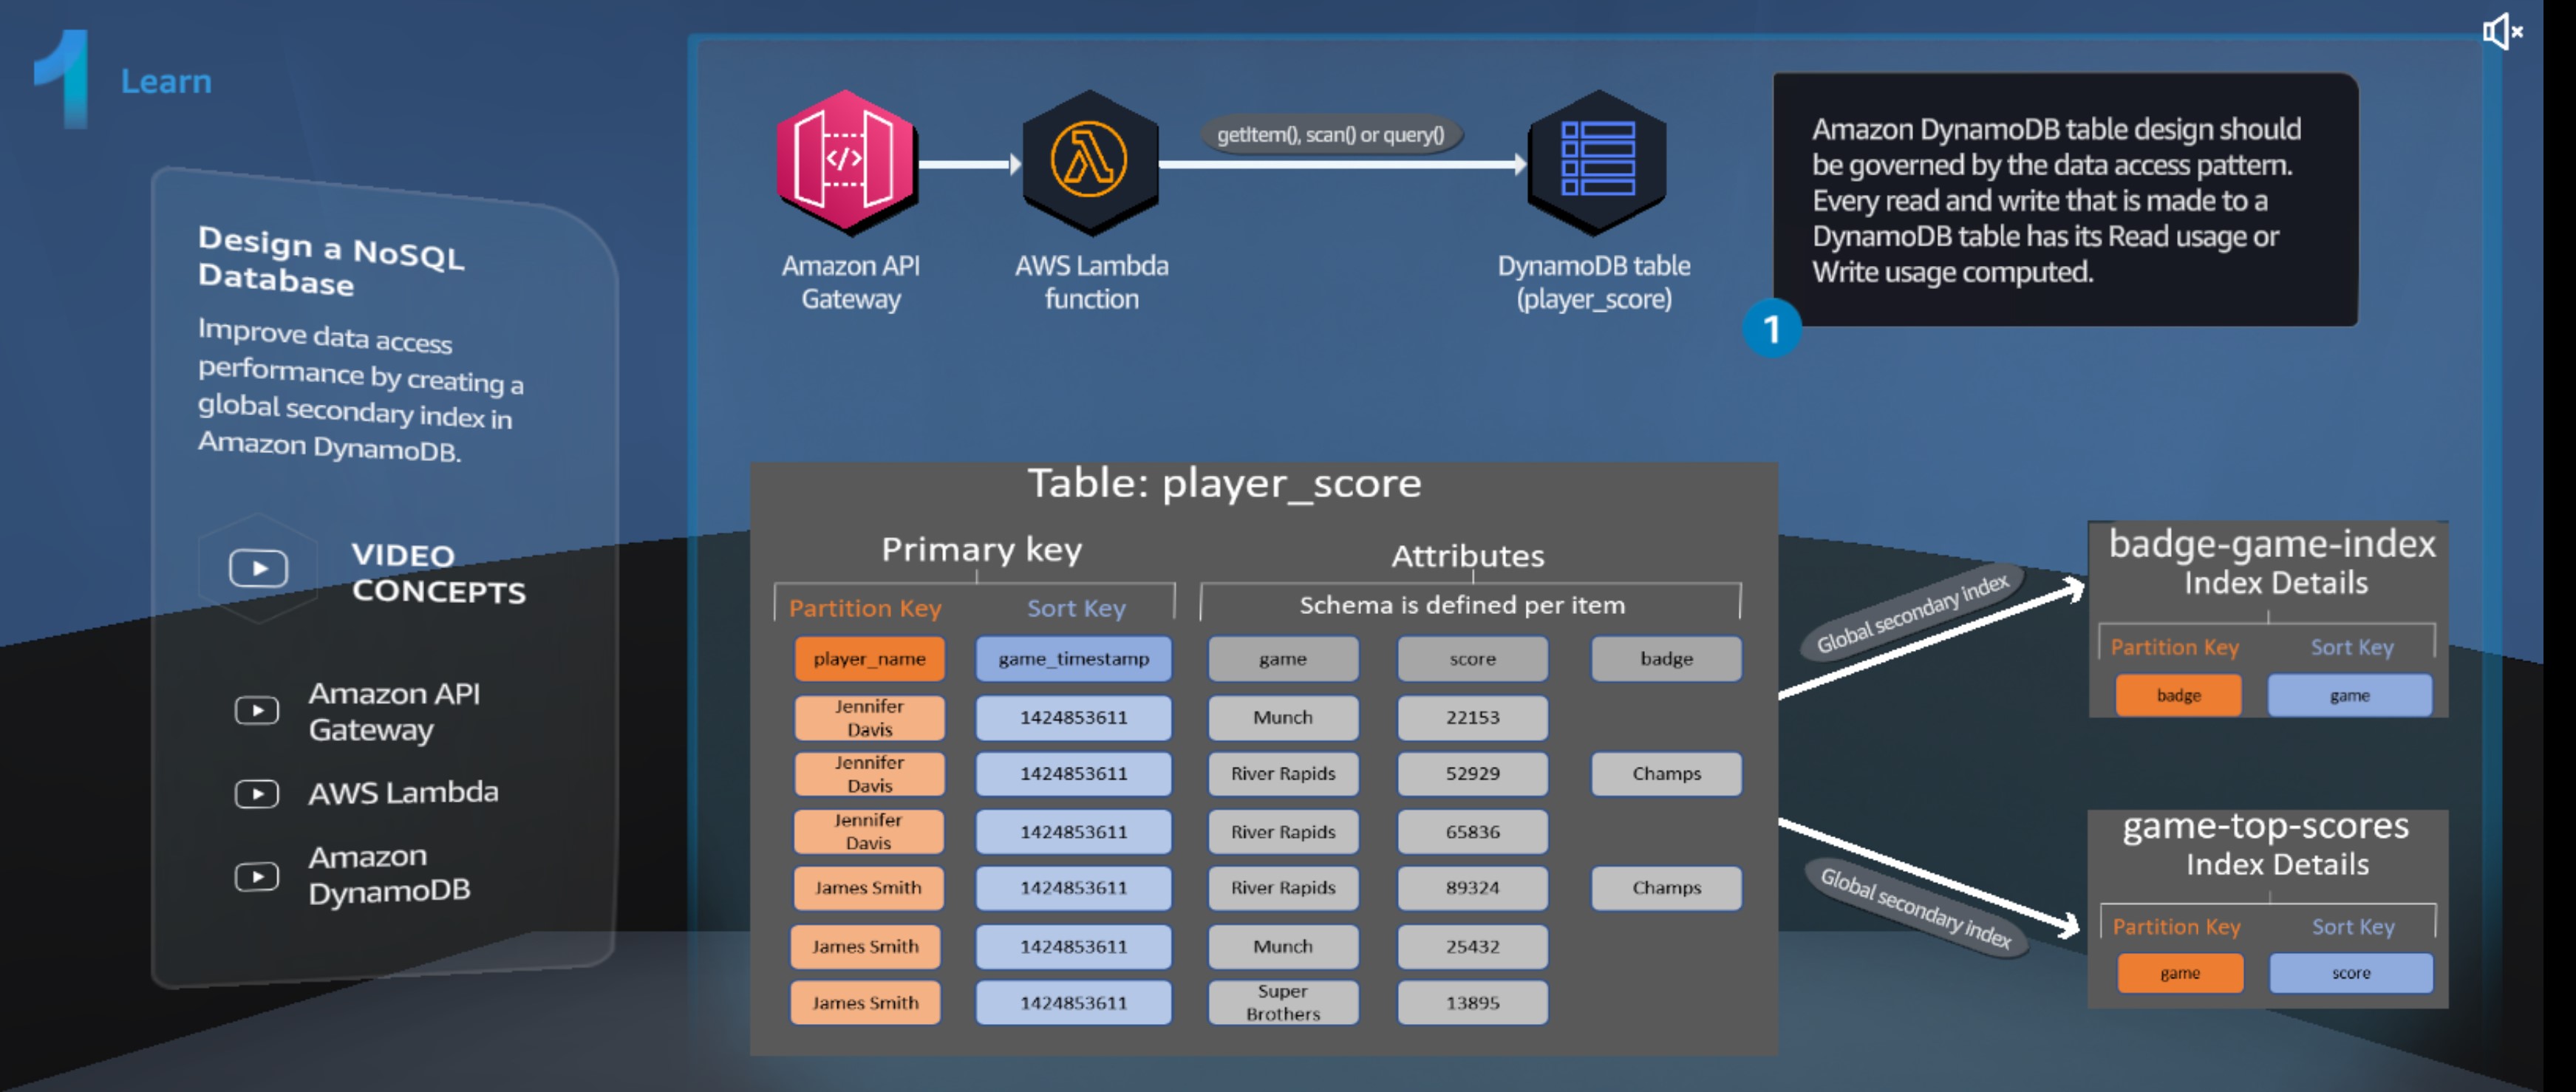 1
Learn
Design a NoSQL
Database
Improve data access
performance by creating a
global secondary index in
Amazon DynamoDB.
VIDEO
CONCEPTS
Amazon API
Gateway
AWS Lambda
Amazon
DynamoDB
</>
getItem(), scan() or query()
Amazon API
Gateway
AWS Lambda
function
DynamoDB table
(player_score)
Amazon DynamoDB table design should
be governed by the data access pattern.
Every read and write that is made to a
DynamoDB table has its Read usage or
Write usage computed.
1
Table: player_score
Primary key
Attributes
Partition Key Sort Key Schema is defined per item
player_name game_timestamp game score badge
Jennifer
Davis
1424853611 Munch 22153
Jennifer
Davis
1424853611 River Rapids 52929 Champs
Jennifer
Davis
1424853611 River Rapids 65836
James Smith 1424853611 River Rapids 89324 Champs
James Smith 1424853611 Munch 25432
James Smith 1424853611 Super
Brothers
13895
Global secondary index
badge-game-index
Index Details
Partition Key Sort Key
badge game
Global secondary index
game-top-scores
Index Details
Partition Key Sort Key
game score